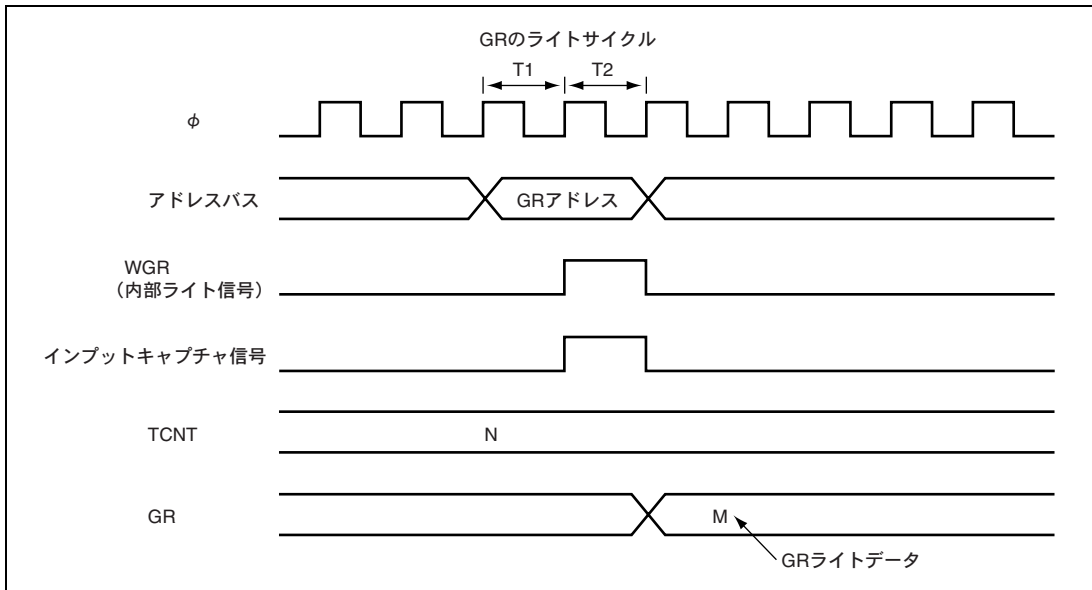 GRのライトサイクル
T1
T2
φ
アドレスバス
GRアドレス
WGR
（内部ライト信号）
インプットキャプチャ信号
TCNT
N
GR
M
GRライトデータ